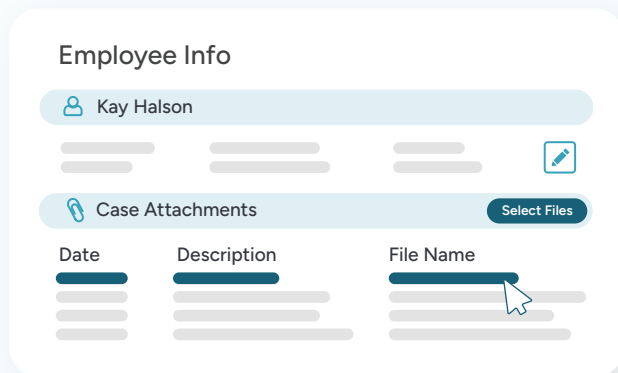 Employee Info
Kay Halson
Case Attachments Select Files
Date Description File Name